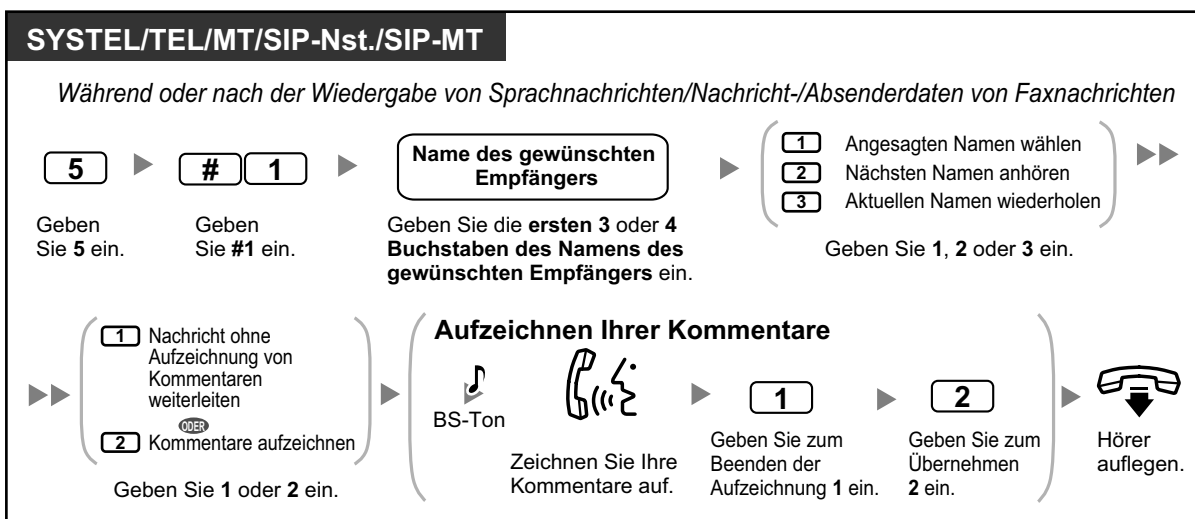 SYSTEL/TEL/MT/SIP-Nst./SIP-MT
Während oder nach der Wiedergabe von Sprachnachrichten/Nachricht-/Absenderdaten von Faxnachrichten
5
Geben
Sie 5 ein.
# 1
Geben
Sie #1 ein.
Name des gewünschten
Empfängers
Geben Sie die ersten 3 oder 4
Buchstaben des Namens des
gewünschten Empfängers ein.
1 Angesagten Namen wählen
2 Nächsten Namen anhören
3 Aktuellen Namen wiederholen
Geben Sie 1, 2 oder 3 ein.
1 Nachricht ohne
Aufzeichnung von
Kommentaren
weiterleiten
ODER
2 Kommentare aufzeichnen
Geben Sie 1 oder 2 ein.
Aufzeichnen Ihrer Kommentare
BS-Ton
Zeichnen Sie Ihre
Kommentare auf.
1
Geben Sie zum
Beenden der
Aufzeichnung 1 ein.
2
Geben Sie zum
Übernehmen
2 ein.
Hörer
auflegen.